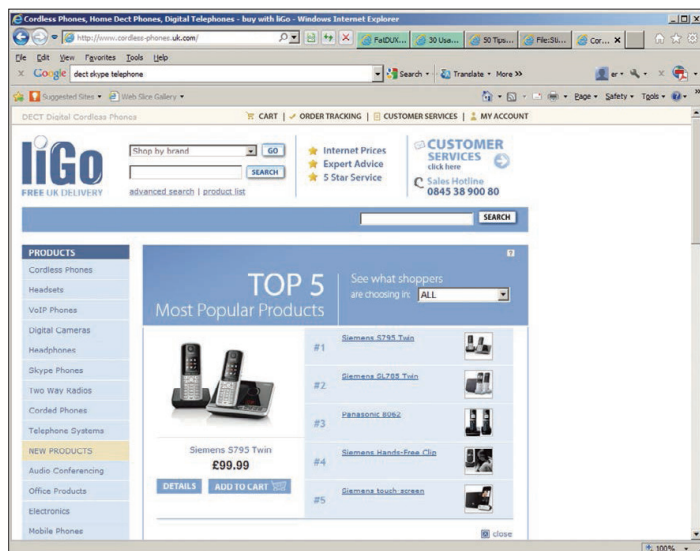 Cordless Phones, Home Dect Phones, Digital Telephones - buy with liGo - Windows Internet Explorer
http://www.cordless-phones.uk.com/
FatDUX... 30 Usa... 50 Tips... File:Sti... Cor... X
File Edit View Favorites Tools Help
x Google dect skype telephone Search Translate More >>
Suggested Sites Web Slice Gallery Page Safety Tools
DECT Digital Cordless Phones CART | ORDER TRACKING | CUSTOMER SERVICES | MY ACCOUNT
liGo
FREE UK DELIVERY
Shop by brand GO
SEARCH
advanced search | product list
Internet Prices
Expert Advice
5 Star Service
CUSTOMER
SERVICES
click here
Sales Hotline
0845 38 900 80
SEARCH
PRODUCTS
Cordless Phones
Headsets
VoIP Phones
Digital Cameras
Headphones
Skype Phones
Two Way Radios
Corded Phones
Telephone Systems
NEW PRODUCTS
Audio Conferencing
Office Products
Electronics
Mobile Phones
TOP 5
Most Popular Products
See what shoppers
are choosing in: ALL
?
Siemens S795 Twin
£99.99
DETAILS ADD TO CART
#1 Siemens S795 Twin
#2 Siemens SL785 Twin
#3 Panasonic 8062
#4 Siemens Hands-Free Clip
#5 Siemens touch screen
close
100%